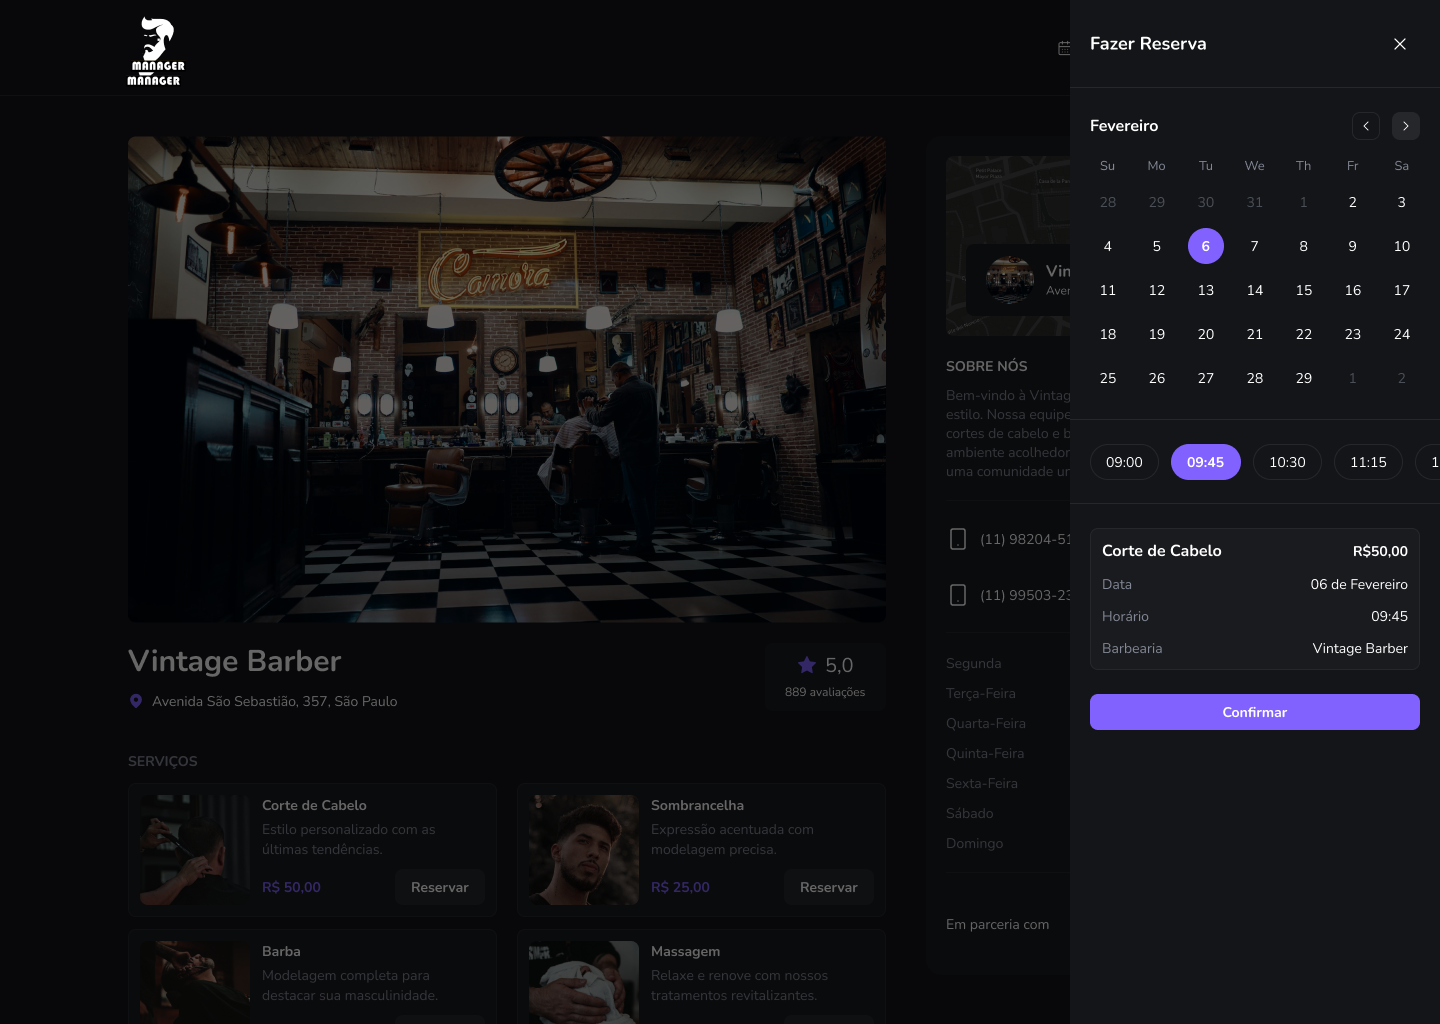 MANAGER
MANAGER
Camo'ra
Vintage Barber
Avenida São Sebastião, 357, São Paulo
5,0
889 avaliações
SERVIÇOS
Corte de Cabelo
Estilo personalizado com as
últimas tendências.
R$ 50,00
Reservar
Sombrancelha
Expressão acentuada com
modelagem precisa.
R$ 25,00
Reservar
Barba
Modelagem completa para
destacar sua masculinidade.
Massagem
Relaxe e renove com nossos
tratamentos revitalizantes.
SOBRE NÓS
Bem-vindo à Vintag
estilo. Nossa equipe
cortes de cabelo e b
ambiente acolhedor
uma comunidade ur
(11) 98204-51
(11) 99503-23
Segunda
Terça-Feira
Quarta-Feira
Quinta-Feira
Sexta-Feira
Sábado
Domingo
Em parceria com
Fazer Reserva
Fevereiro
Su Mo Tu We Th Fr Sa
28 29 30 31 1 2 3
4 5 6 7 8 9 10
11 12 13 14 15 16 17
18 19 20 21 22 23 24
25 26 27 28 29 1 2
09:00 09:45 10:30 11:15 1
Corte de Cabelo R$50,00
Data 06 de Fevereiro
Horário 09:45
Barbearia Vintage Barber
Confirmar